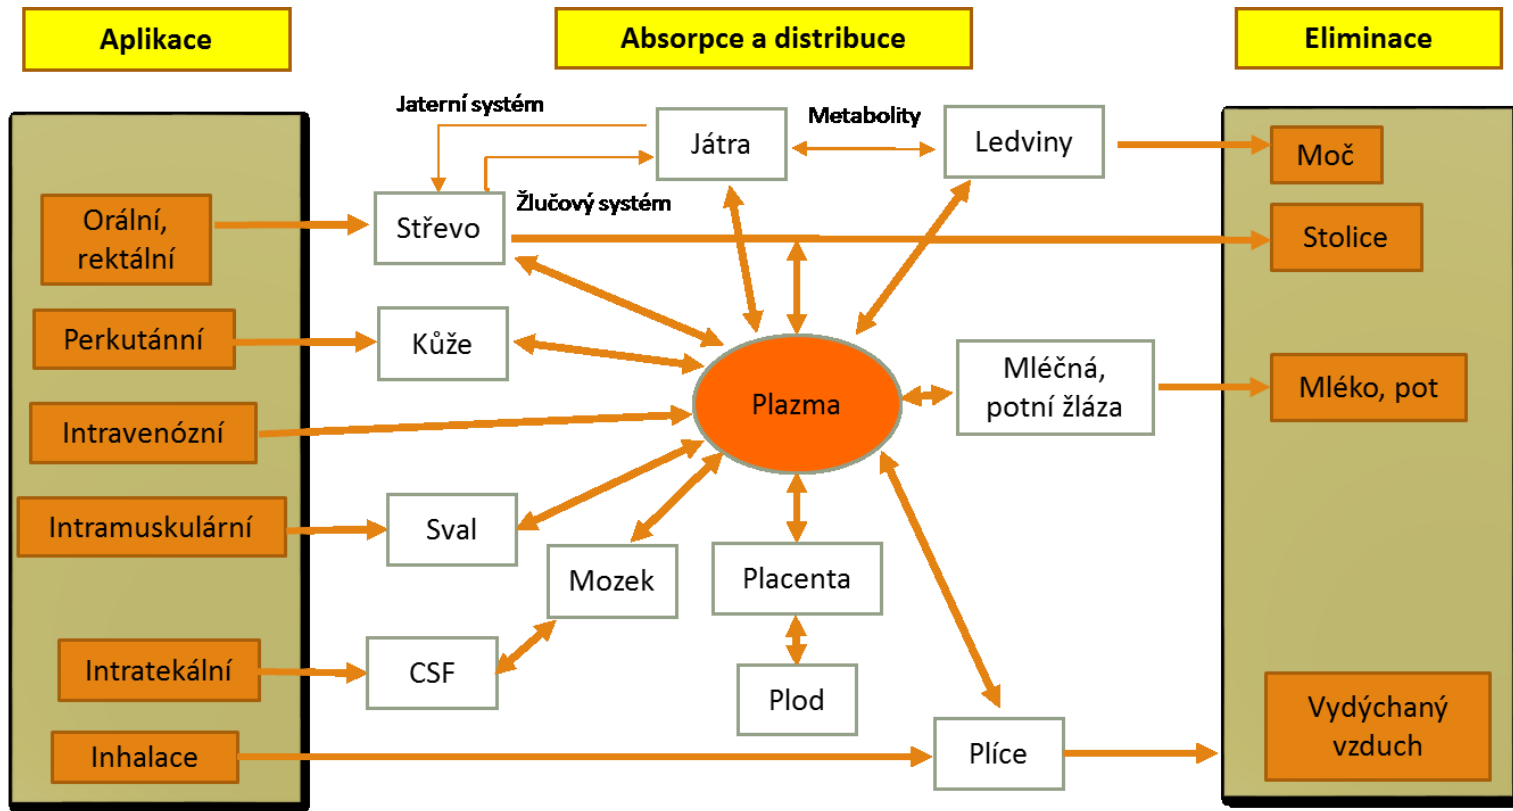 Aplikace
Absorpce a distribuce
Eliminace
Jaterní systém
Játra
Metabolity
Ledviny
Moč
Orální,
rektální
Střevo
Žlučový systém
Stolice
Perkutánní
Kůže
Plazma
Mléčná,
potní žláza
Mléko, pot
Intravenózní
Intramuskulární
Sval
Mozek
Placenta
Intratekální
CSF
Plod
Inhalace
Plíce
Vydýchaný
vzduch